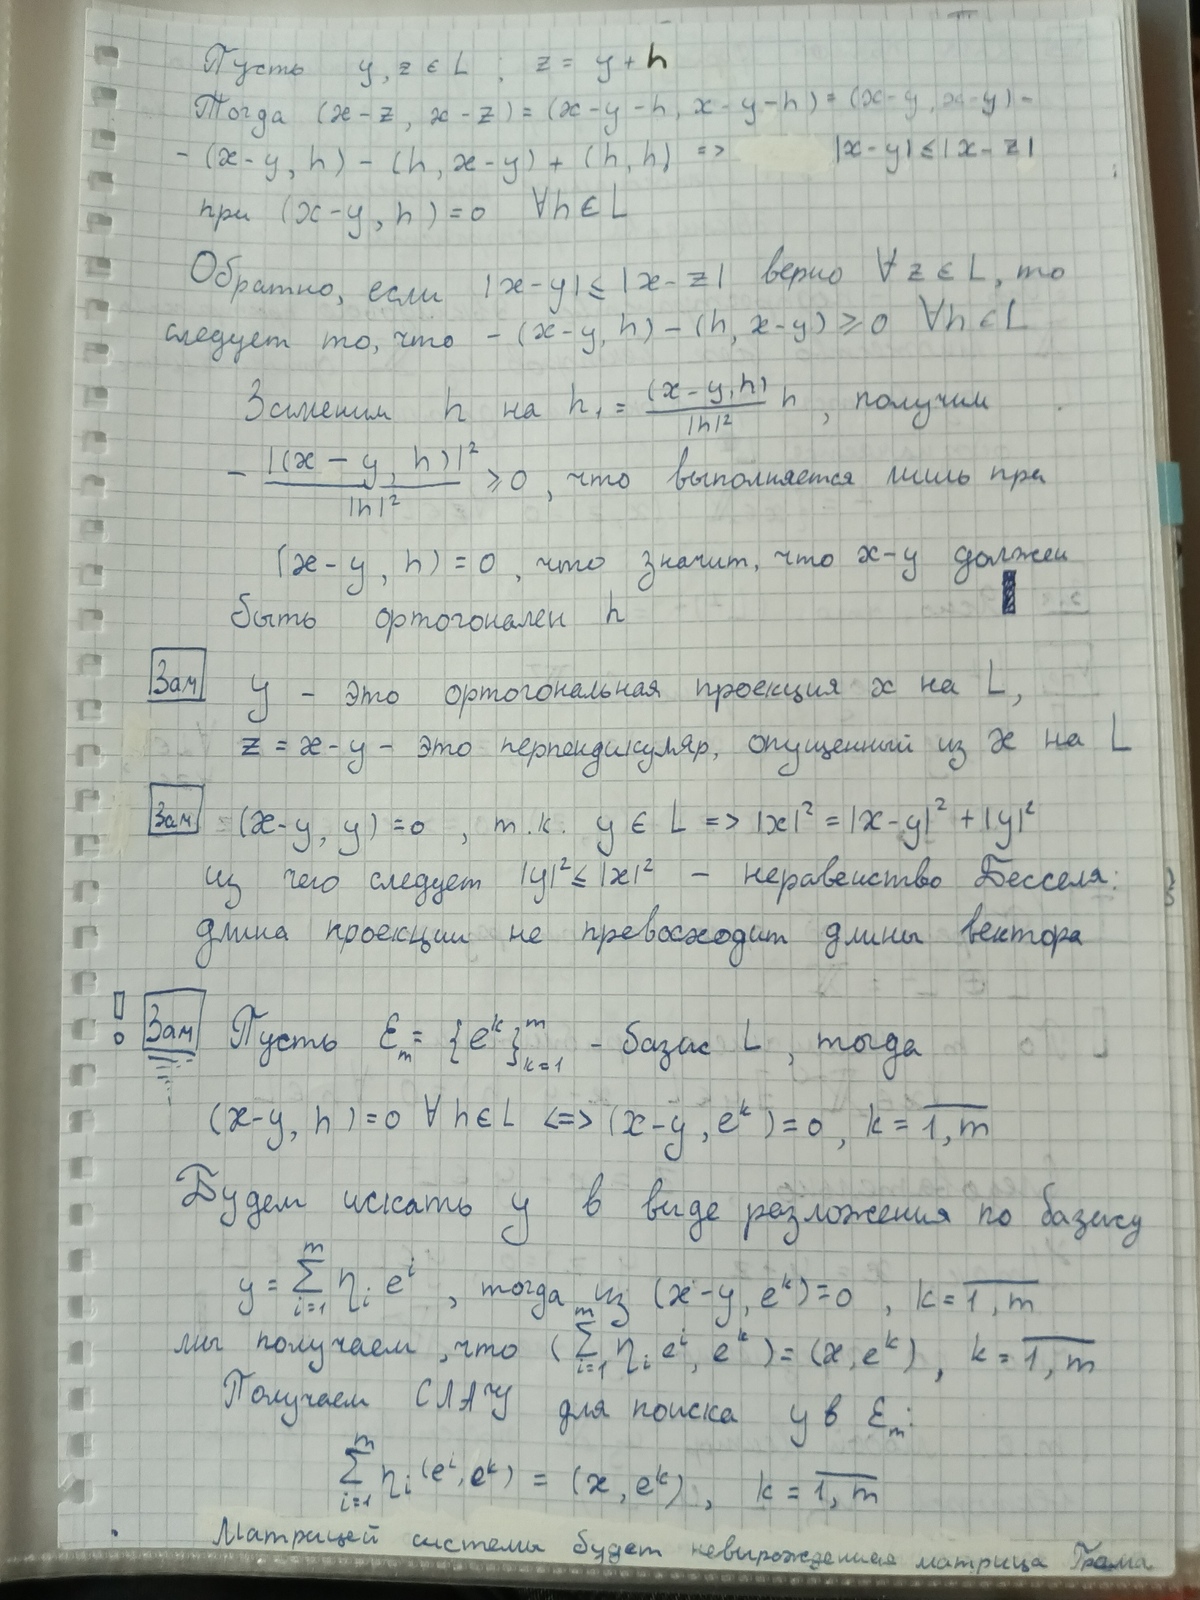 Пусть y, z ∈ L ; z = y + h
Тогда (x-z, x-z) = (x-y-h, x-y-h) = (x-y, x-y) -
- (x-y, h) - (h, x-y) + (h, h) => |x-y| ≤ |x-z|
при (x-y, h) = 0 ∀h ∈ L
Обратно, если |x-y| ≤ |x-z| верно ∀ z ∈ L, то
следует то, что - (x-y, h) - (h, x-y) ≥ 0 ∀h ∈ L
Заменим h на h₁ = (x-y, h)/|h|² h, получим
- |(x-y, h)|²/|h|² ≥ 0, что выполняется лишь при
(x-y, h) = 0, что значит, что x-y должен
быть ортогонален h
Зам y - это ортогональная проекция x на L,
z = x-y - это перпендикуляр, опущенный из x на L
Зам (x-y, y) = 0, т.к. y ∈ L => |x|² = |x-y|² + |y|²
из чего следует |y|² ≤ |x|² - неравенство Бесселя:
длина проекции не превосходит длины вектора
! Зам Пусть Ɛₘ = {eᵏ}ᵐₖ₌₁ - базис L, тогда
(x-y, h) = 0 ∀ h ∈ L <=> (x-y, eᵏ) = 0, k = 1,m
Будем искать y в виде разложения по базису
y = ∑ᵐᵢ₌₁ ηᵢ eⁱ, тогда из (x-y, eᵏ) = 0, k = 1,m
мы получаем, что (∑ᵐᵢ₌₁ ηᵢ eⁱ, eᵏ) = (x, eᵏ), k = 1,m
Получаем СЛАУ для поиска y в Ɛₘ:
∑ᵐᵢ₌₁ ηᵢ (eⁱ, eᵏ) = (x, eᵏ), k = 1,m
Матрицей системы будет невырожденная матрица Грама